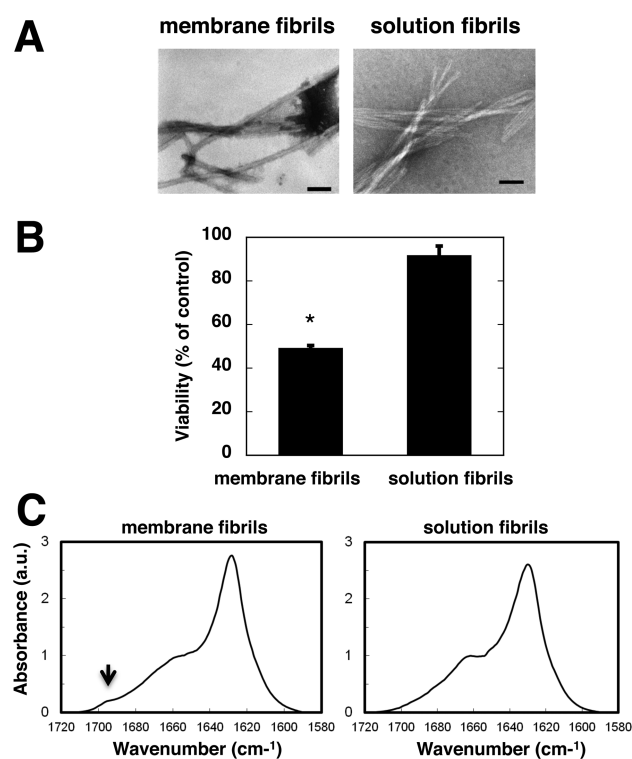 A
membrane fibrils
solution fibrils
B
100
80
60
40
20
0
Viability (% of control)
*
membrane fibrils
solution fibrils
C
membrane fibrils
solution fibrils
3
2
1
0
Absorbance (a.u.)
1720 1700 1680 1660 1640 1620 1600 1580
Wavenumber (cm-1)
3
2
1
0
1720 1700 1680 1660 1640 1620 1600 1580
Wavenumber (cm-1)